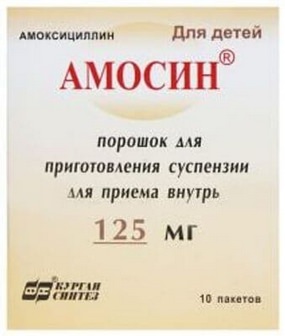 АМОКСИЦИЛЛИН
Для детей
АМОСИН®
порошок для
приготовления суспензии
для приема внутрь
125 мг
® КУРГАН
СИНТЕЗ
10 пакетов